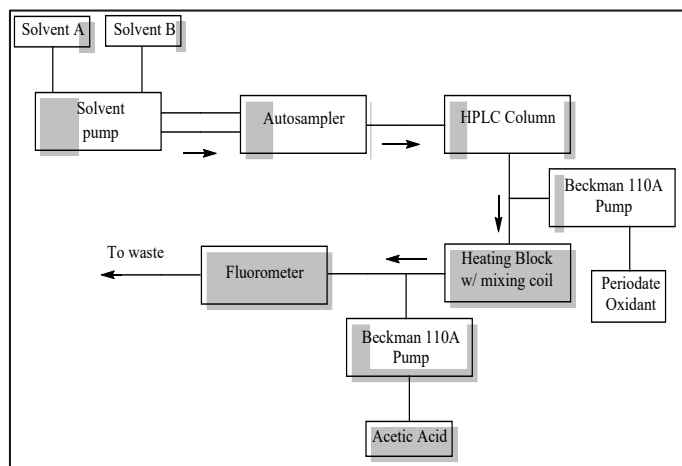 Solvent A
Solvent B
Solvent
pump
Autosampler
HPLC Column
Beckman 110A
Pump
Periodate
Oxidant
Heating Block
w/ mixing coil
Fluorometer
To waste
Beckman 110A
Pump
Acetic Acid